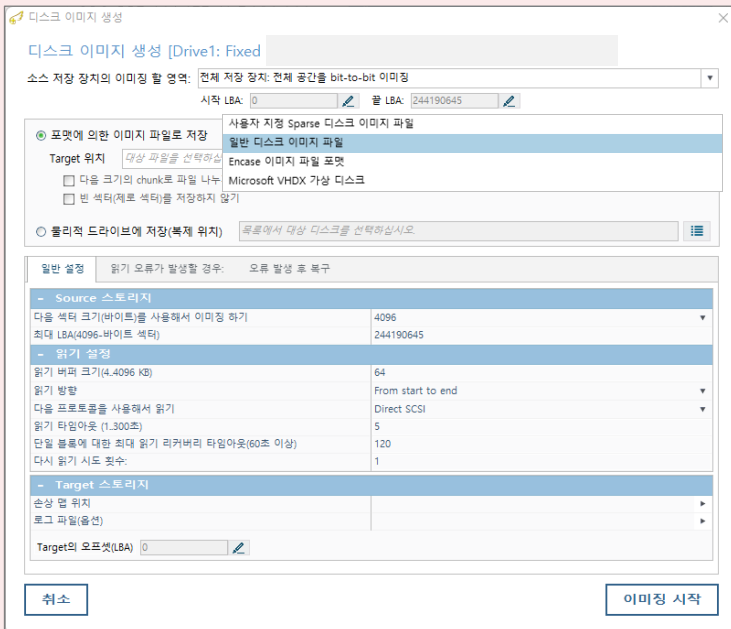 디스크 이미지 생성
디스크 이미지 생성 [Drive1: Fixed
소스 저장 장치의 이미징 할 영역: 전체 저장 장치: 전체 공간을 bit-to-bit 이미징
시작 LBA: 0 끝 LBA: 244190645
포맷에 의한 이미지 파일로 저장
사용자 지정 Sparse 디스크 이미지 파일
일반 디스크 이미지 파일
Encase 이미지 파일 포맷
Microsoft VHDX 가상 디스크
Target 위치 대상 파일을 선택하십
다음 크기의 chunk로 파일 나누
빈 섹터(제로 섹터)를 저장하지 않기
물리적 드라이브에 저장(복제 위치) 목록에서 대상 디스크를 선택하십시오.
일반 설정 읽기 오류가 발생할 경우: 오류 발생 후 복구
− Source 스토리지
다음 섹터 크기(바이트)를 사용해서 이미징 하기 4096
최대 LBA(4096-바이트 섹터) 244190645
− 읽기 설정
읽기 버퍼 크기(4..4096 KB) 64
읽기 방향 From start to end
다음 프로토콜을 사용해서 읽기 Direct SCSI
읽기 타임아웃 (1..300초) 5
단일 블록에 대한 최대 읽기 리커버리 타임아웃(60초 이상) 120
다시 읽기 시도 횟수: 1
− Target 스토리지
손상 맵 위치
로그 파일(옵션)
Target의 오프셋(LBA) 0
취소 이미징 시작